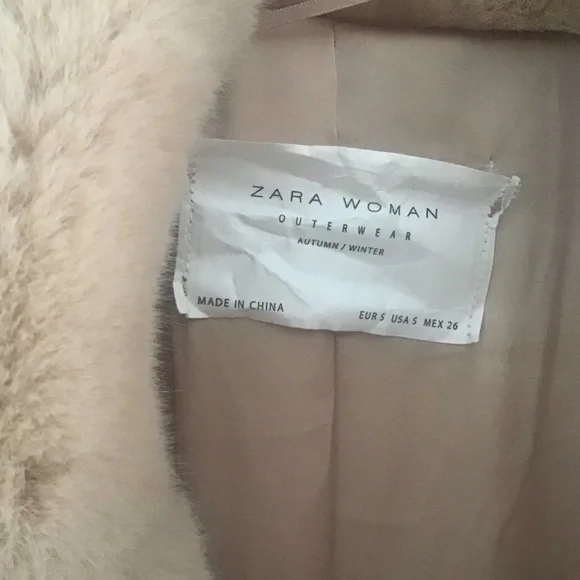 ZARA WOMAN
OUTERWEAR
AUTUMN / WINTER
MADE IN CHINA
EUR S USA S MEX 26